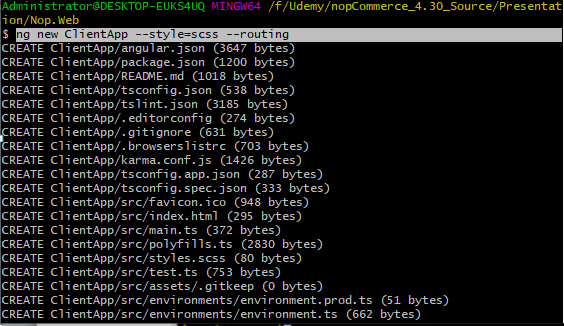 Administrator@DESKTOP-EUKS4UQ MINGW64 /f/Udemy/nopCommerce_4.30_Source/Presentat
ion/Nop.Web
$ ng new ClientApp --style=scss --routing
CREATE ClientApp/angular.json (3647 bytes)
CREATE ClientApp/package.json (1200 bytes)
CREATE ClientApp/README.md (1018 bytes)
CREATE ClientApp/tsconfig.json (538 bytes)
CREATE ClientApp/tslint.json (3185 bytes)
CREATE ClientApp/.editorconfig (274 bytes)
CREATE ClientApp/.gitignore (631 bytes)
CREATE ClientApp/.browserslistrc (703 bytes)
CREATE ClientApp/karma.conf.js (1426 bytes)
CREATE ClientApp/tsconfig.app.json (287 bytes)
CREATE ClientApp/tsconfig.spec.json (333 bytes)
CREATE ClientApp/src/favicon.ico (948 bytes)
CREATE ClientApp/src/index.html (295 bytes)
CREATE ClientApp/src/main.ts (372 bytes)
CREATE ClientApp/src/polyfills.ts (2830 bytes)
CREATE ClientApp/src/styles.scss (80 bytes)
CREATE ClientApp/src/test.ts (753 bytes)
CREATE ClientApp/src/assets/.gitkeep (0 bytes)
CREATE ClientApp/src/environments/environment.prod.ts (51 bytes)
CREATE ClientApp/src/environments/environment.ts (662 bytes)